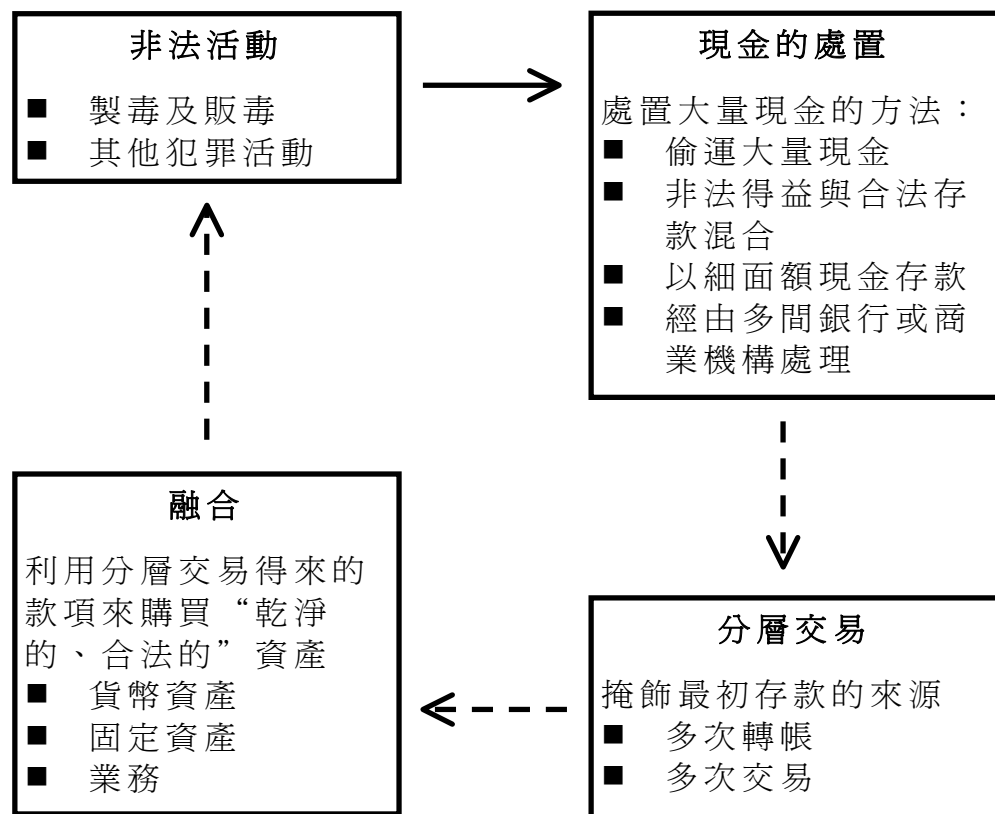 非法活動
■ 製毒及販毒
■ 其他犯罪活動
現金的處置
處置大量現金的方法：
■ 偷運大量現金
■ 非法得益與合法存
款混合
■ 以細面額現金存款
■ 經由多間銀行或商
業機構處理
融合
利用分層交易得來的
款項來購買“乾淨
的、合法的”資產
■ 貨幣資產
■ 固定資產
■ 業務
分層交易
掩飾最初存款的來源
■ 多次轉帳
■ 多次交易